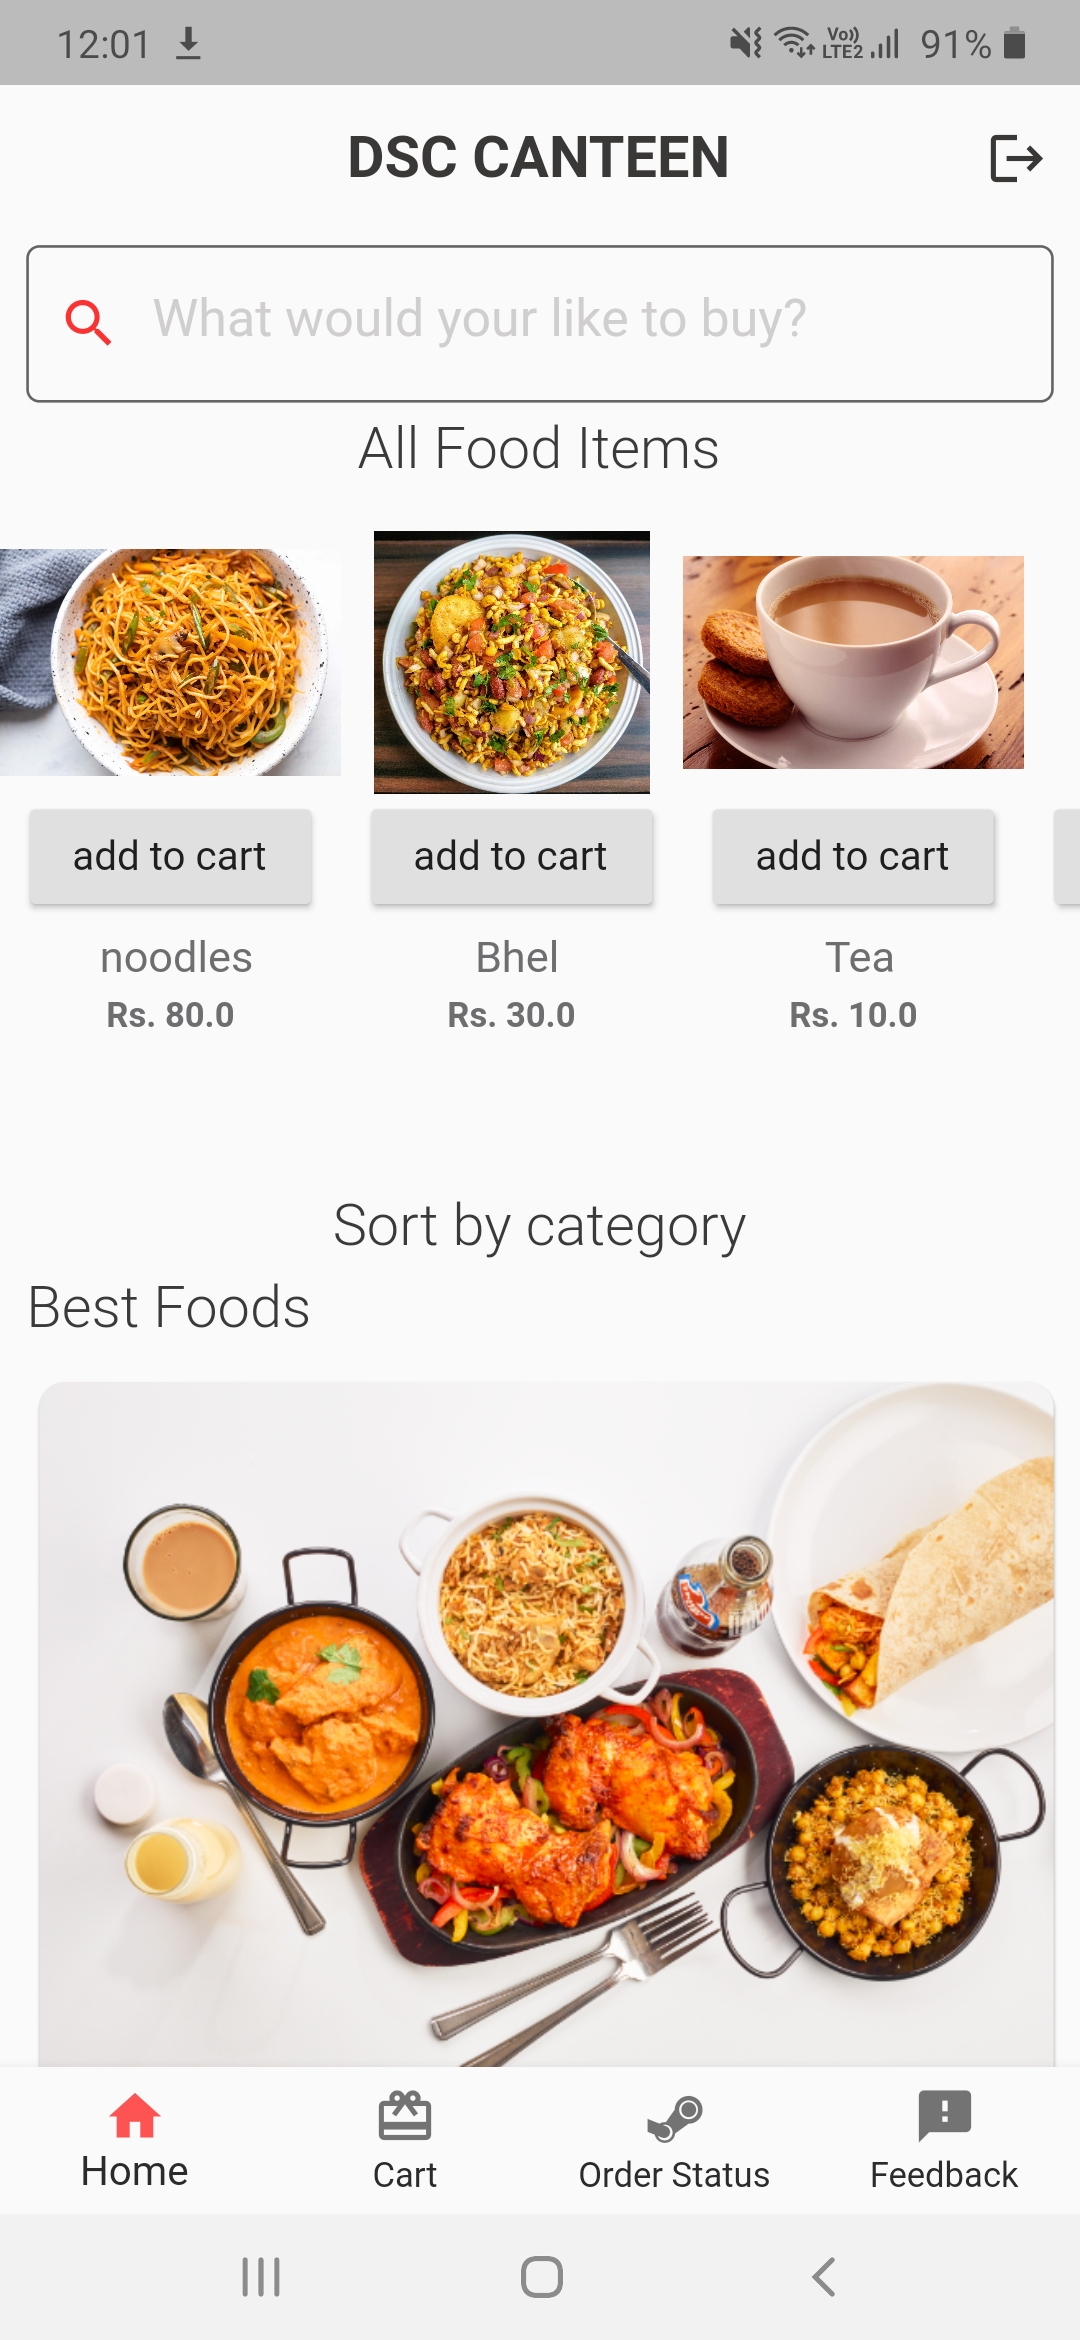 12:01 Vo)) LTE2 91%
DSC CANTEEN
What would your like to buy?
All Food Items
add to cart add to cart add to cart
noodles Bhel Tea
Rs. 80.0 Rs. 30.0 Rs. 10.0
Sort by category
Best Foods
Home Cart Order Status Feedback